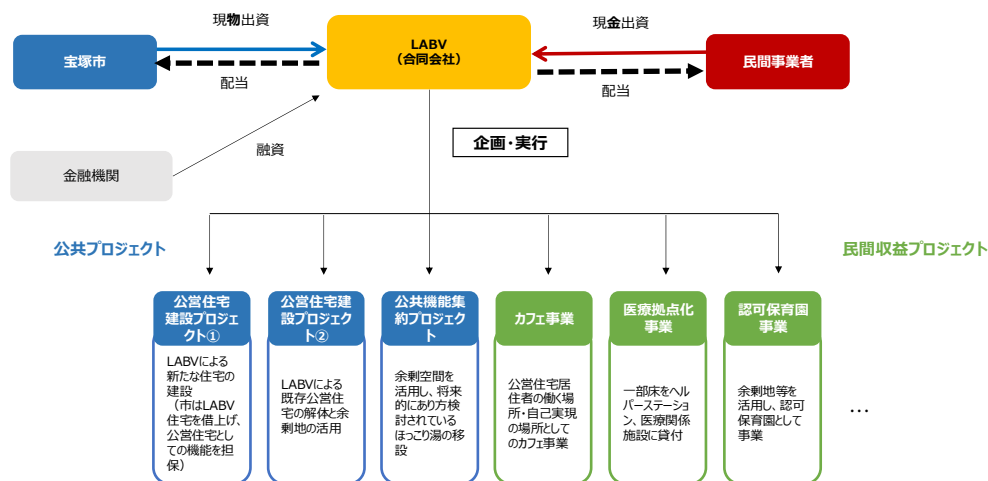 現物出資
LABV
(合同会社)
現金出資
宝塚市
民間事業者
配当
配当
企画・実行
融資
金融機関
公共プロジェクト
民間収益プロジェクト
公営住宅
建設プロジェ
クト①
公営住宅建
設プロジェク
ト②
公共機能集
約プロジェク
ト
カフェ事業
医療拠点化
事業
認可保育園
事業
LABVによる
新たな住宅の
建設
(市はLABV
住宅を借上げ、
公営住宅とし
ての機能を担
保)
LABVによる
既存公営住
宅の解体と余
剰地の活用
余剰空間を
活用し、将来
的にあり方検
討されている
ほっこり湯の移
設
公営住宅居
住者の働く場
所・自己実現
の場所として
のカフェ事業
一部床をヘル
パーステーショ
ン、医療関係
施設に貸付
余剰地等を
活用し、認可
保育園として
事業
…